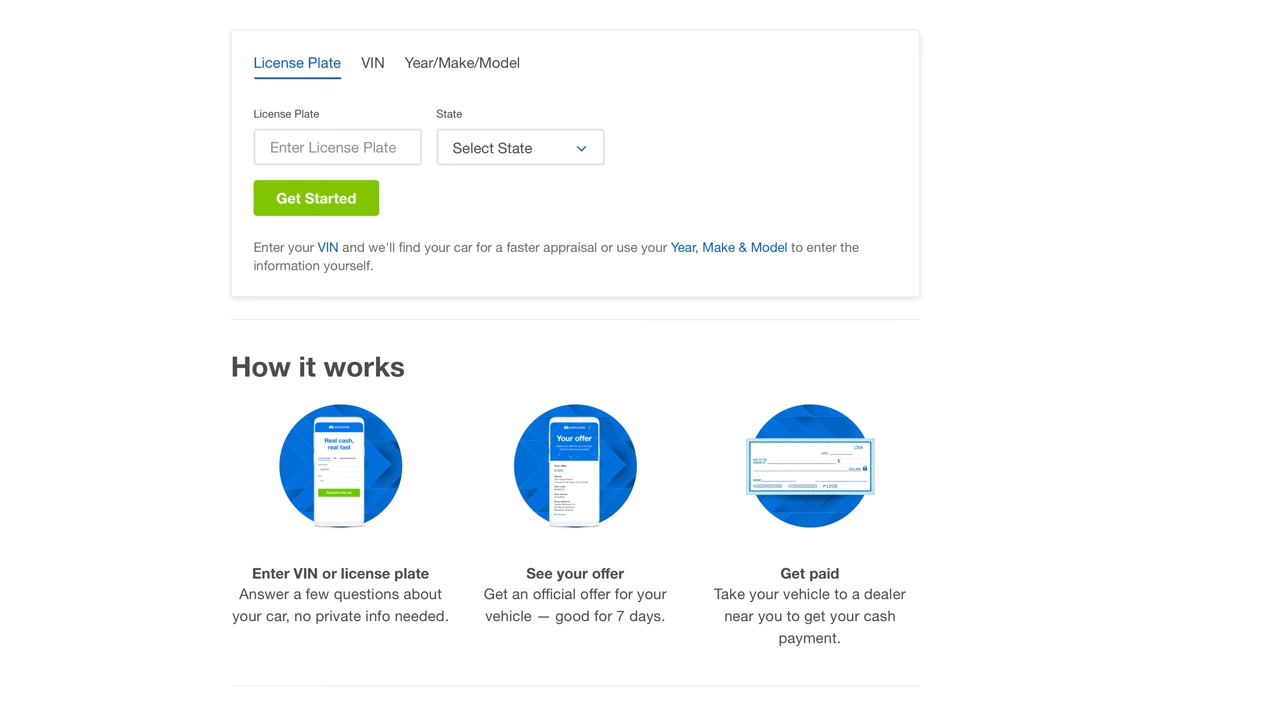 License Plate VIN Year/Make/Model
License Plate State
Enter License Plate Select State
Get Started
Enter your VIN and we'll find your car for a faster appraisal or use your Year, Make & Model to enter the
information yourself.
How it works
Real cash,
real fast
Your offer
Enter VIN or license plate
Answer a few questions about
your car, no private info needed.
See your offer
Get an official offer for your
vehicle — good for 7 days.
Get paid
Take your vehicle to a dealer
near you to get your cash
payment.